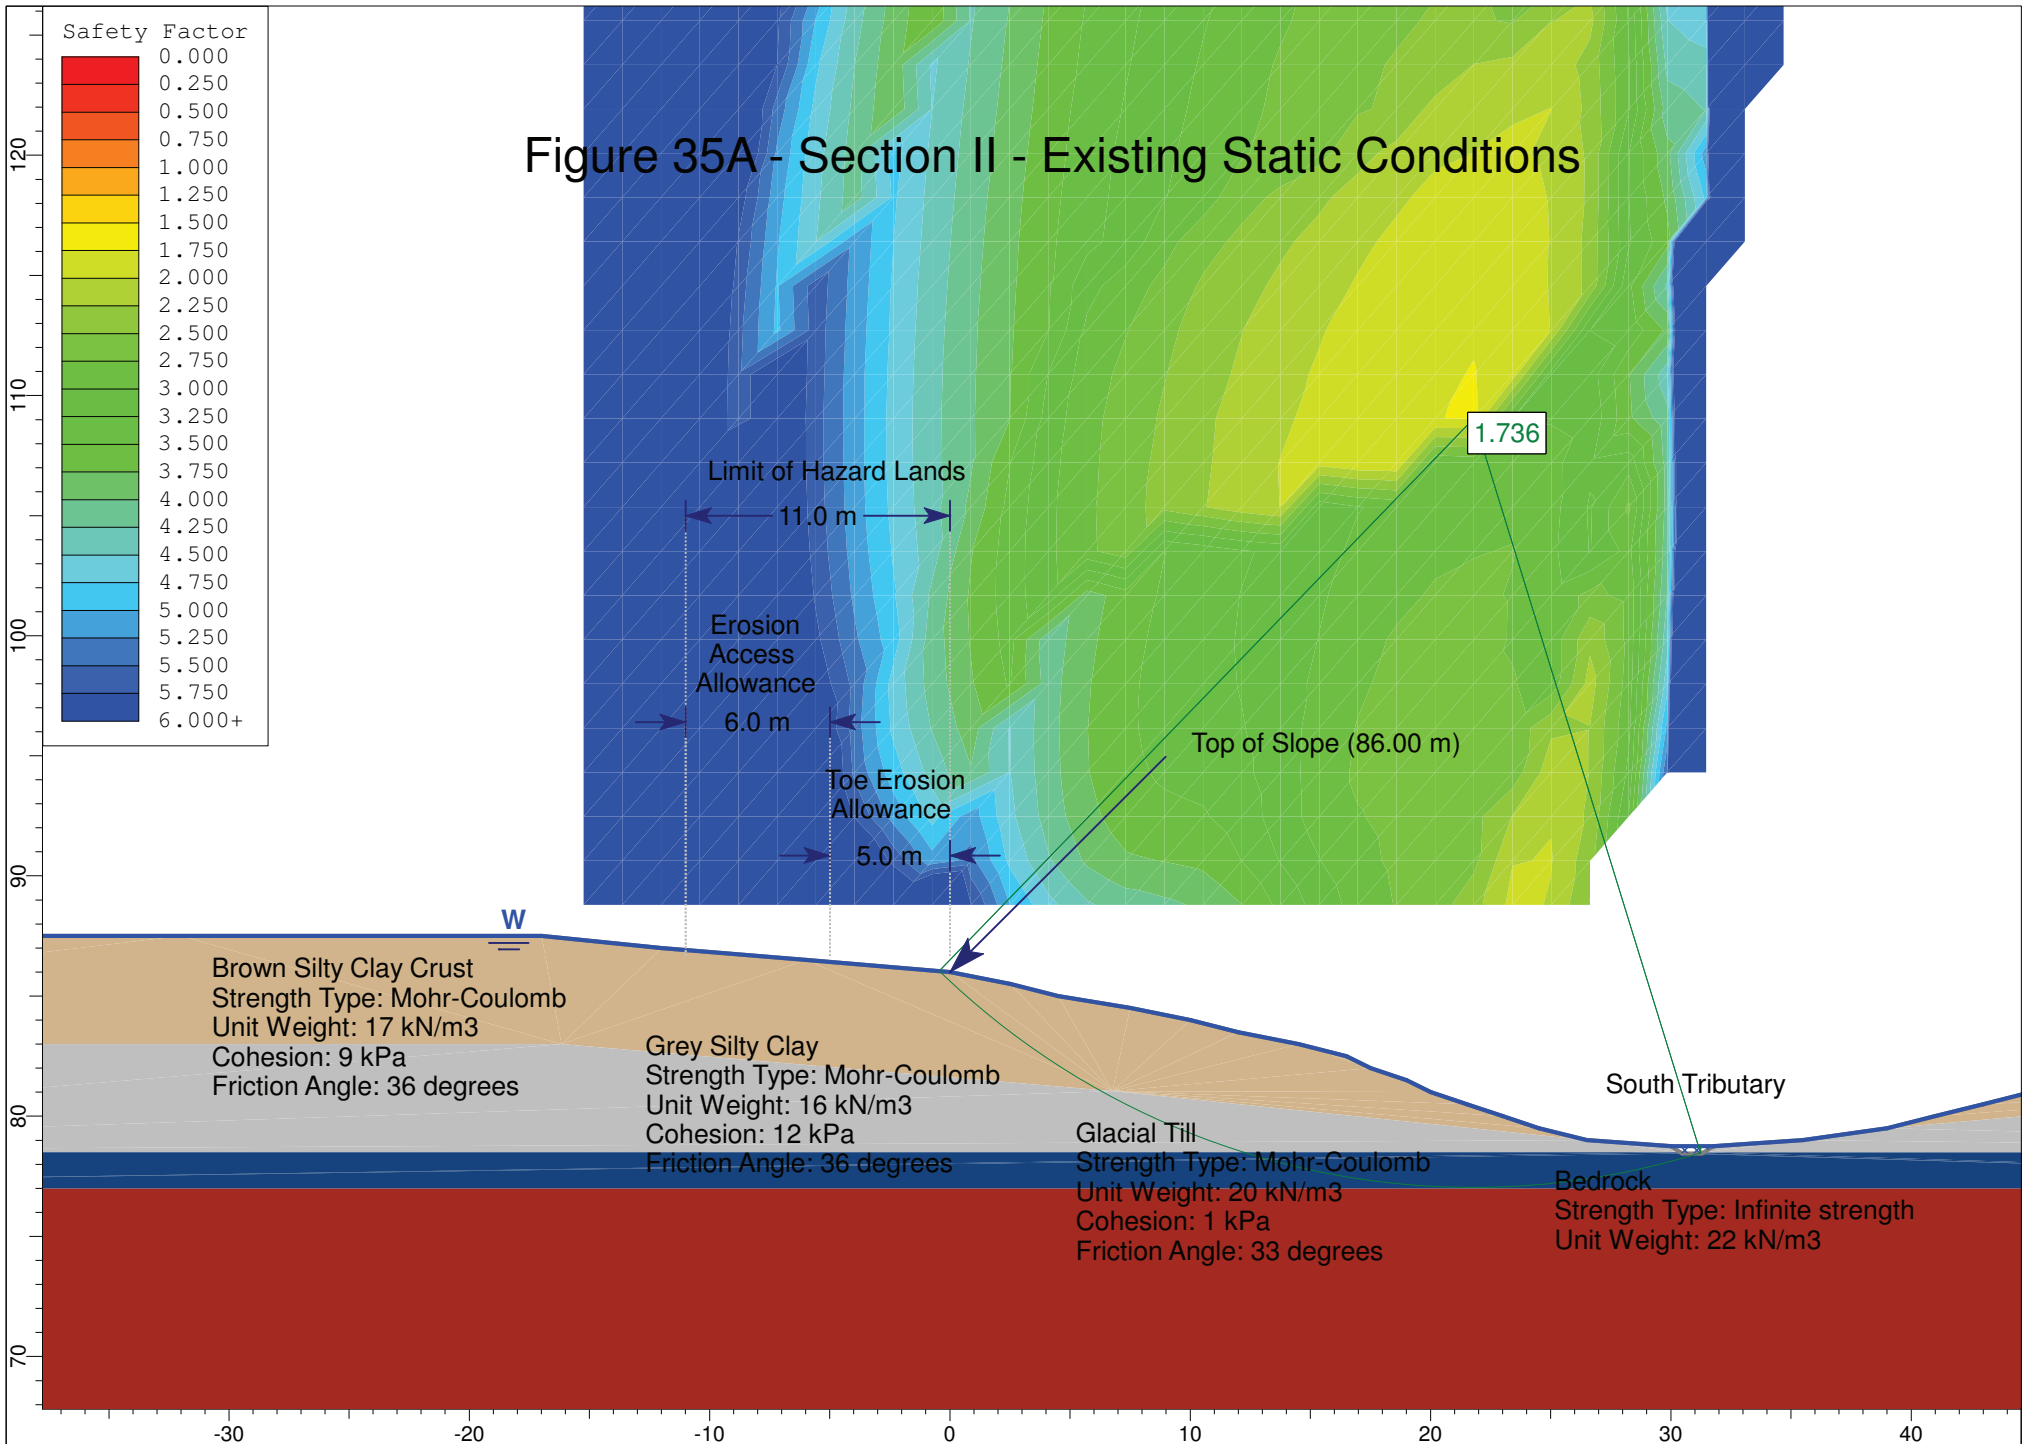 Safety Factor
0.000
0.250
0.500
0.750
1.000
1.250
1.500
1.750
2.000
2.250
2.500
2.750
3.000
3.250
3.500
3.750
4.000
4.250
4.500
4.750
5.000
5.250
5.500
5.750
6.000+
Figure 35A - Section II - Existing Static Conditions
1.736
Limit of Hazard Lands
11.0 m
Erosion
Access
Allowance
6.0 m
Top of Slope (86.00 m)
Toe Erosion
Allowance
5.0 m
W
Brown Silty Clay Crust
Strength Type: Mohr-Coulomb
Unit Weight: 17 kN/m3
Cohesion: 9 kPa
Friction Angle: 36 degrees
Grey Silty Clay
Strength Type: Mohr-Coulomb
Unit Weight: 16 kN/m3
Cohesion: 12 kPa
Friction Angle: 36 degrees
South Tributary
Glacial Till
Strength Type: Mohr-Coulomb
Unit Weight: 20 kN/m3
Cohesion: 1 kPa
Friction Angle: 33 degrees
Bedrock
Strength Type: Infinite strength
Unit Weight: 22 kN/m3
120
110
100
90
80
70
-30
-20
-10
0
10
20
30
40